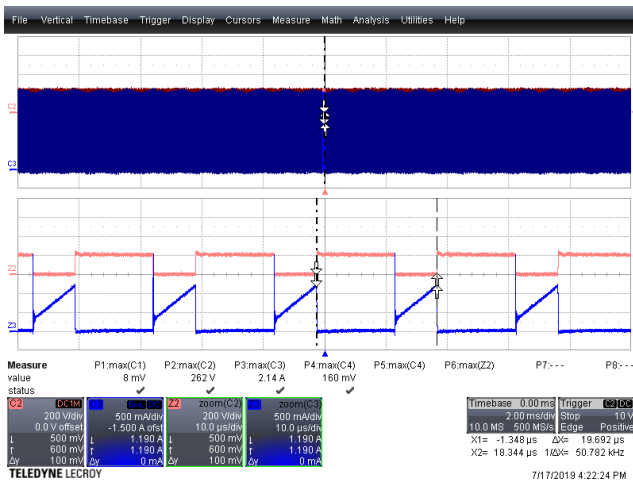 File Vertical Timebase Trigger Display Cursors Measure Math Analysis Utilities Help
C2
C3
Z2
Z3
Measure P1:max(C1) P2:max(C2) P3:max(C3) P4:max(C4) P5:max(C4) P6:max(Z2) P7:- - - P8:- -
value 8 mV 262 V 2.14 A 160 mV
status
C2 DC1M
200 V/div
0.0 V offset
500 mV
600 mV
Δy 100 mV
500 mA/div
-1.500 A ofst
1.190 A
1.190 A
Δy 0 mA
Z2 zoom(C2)
200 V/div
10.0 µs/div
500 mV
600 mV
Δy 100 mV
zoom(C3)
500 mA/div
10.0 µs/div
1.190 A
1.190 A
Δy 0 mA
Timebase 0.00 ms
2.00 ms/div
10.0 MS 500 MS/s
Trigger C2 DC
Stop 10 V
Edge Positive
X1= -1.348 µs ΔX= 19.692 µs
X2= 18.344 µs 1/ΔX= 50.782 kHz
TELEDYNE LECROY
7/17/2019 4:22:24 PM